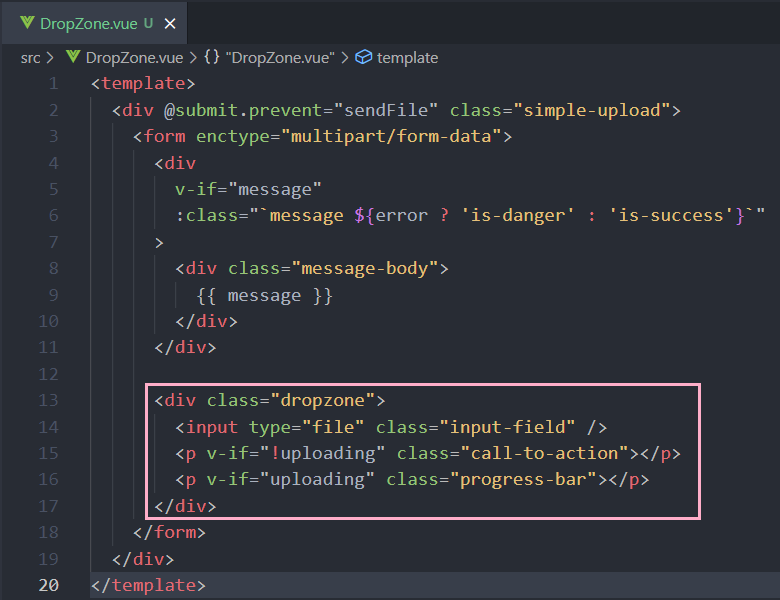 DropZone.vue U ×
src > DropZone.vue > {} "DropZone.vue" > template
1 <template>
2 <div @submit.prevent="sendFile" class="simple-upload">
3 <form enctype="multipart/form-data">
4 <div
5 v-if="message"
6 :class="`message ${error ? 'is-danger' : 'is-success'}`"
7 >
8 <div class="message-body">
9 {{ message }}
10 </div>
11 </div>
12
13 <div class="dropzone">
14 <input type="file" class="input-field" />
15 <p v-if="!uploading" class="call-to-action"></p>
16 <p v-if="uploading" class="progress-bar"></p>
17 </div>
18 </form>
19 </div>
20 </template>